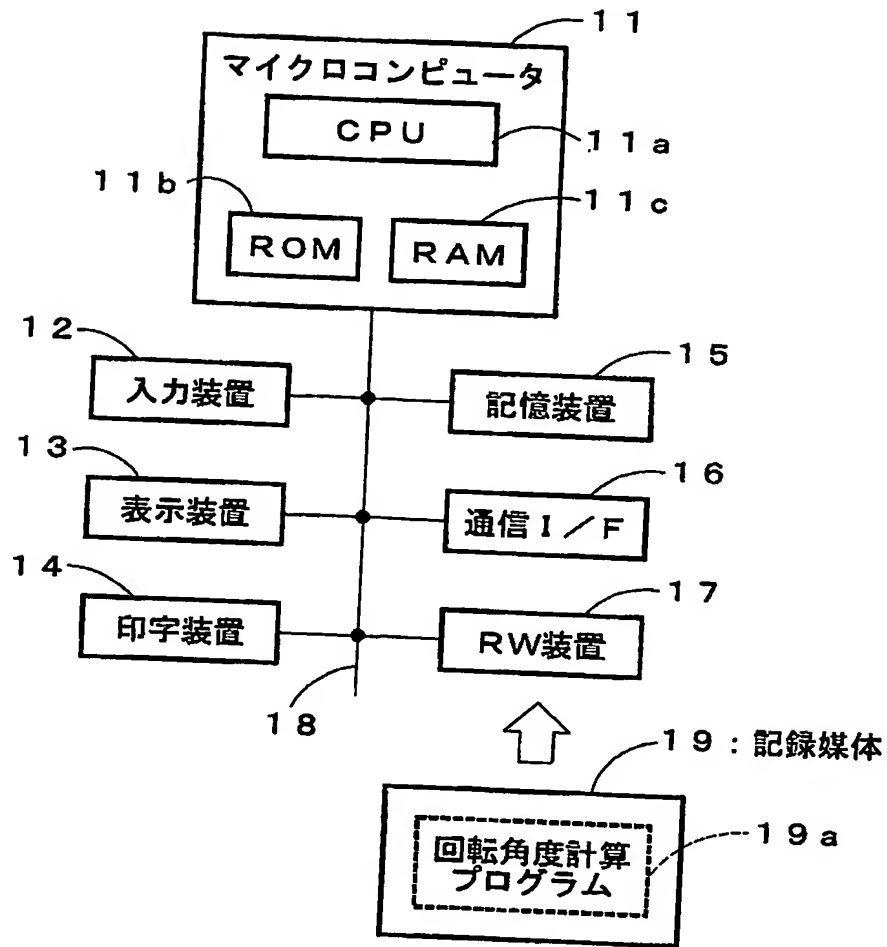 11
マイクロコンピュータ
CPU
11a
11b
11c
ROM
RAM
12
15
入力装置
記憶装置
13
16
表示装置
通信I/F
14
17
印字装置
RW装置
18
19:記録媒体
回転角度計算
プログラム
19a